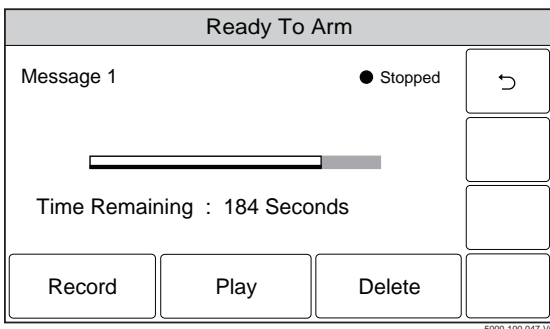 Ready To Arm
Message 1
Stopped
Time Remaining : 184 Seconds
Record
Play
Delete